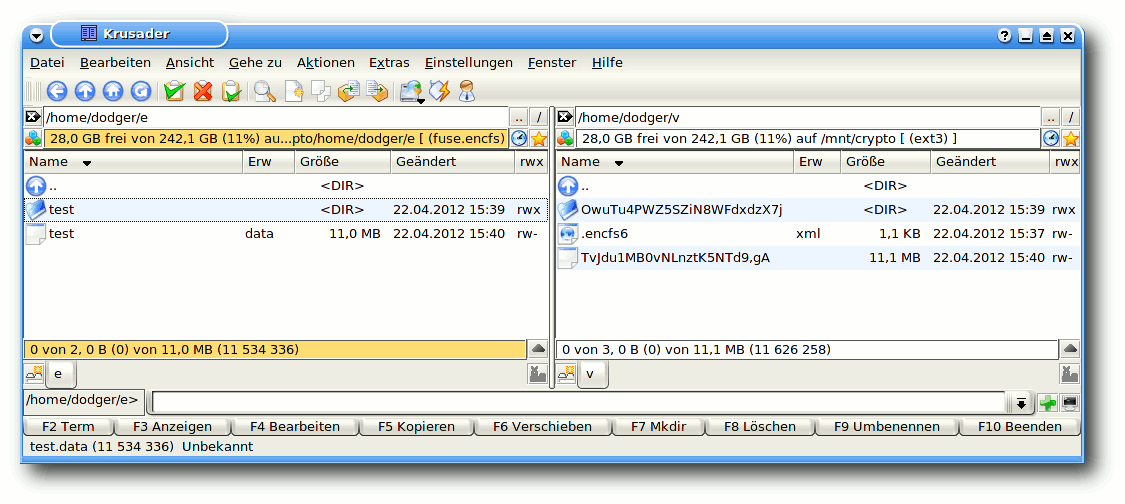 Krusader
Datei Bearbeiten Ansicht Gehe zu Aktionen Extras Einstellungen Fenster Hilfe
/home/dodger/e .. /
28,0 GB frei von 242,1 GB (11%) au...pto/home/dodger/e [ (fuse.encfs)
Name Erw Größe Geändert rwx
.. <DIR>
test <DIR> 22.04.2012 15:39 rwx
test data 11,0 MB 22.04.2012 15:40 rw-
0 von 2, 0 B (0) von 11,0 MB (11 534 336)
e
/home/dodger/v .. /
28,0 GB frei von 242,1 GB (11%) auf /mnt/crypto [ (ext3) ]
Name Erw Größe Geändert rwx
.. <DIR>
OwuTu4PWZ5SZiN8WFdxdzX7j <DIR> 22.04.2012 15:39 rwx
.encfs6 xml 1,1 KB 22.04.2012 15:37 rw-
TvJdu1MB0vNLnztK5NTd9,gA 11,1 MB 22.04.2012 15:40 rw-
0 von 3, 0 B (0) von 11,1 MB (11 626 258)
v
/home/dodger/e>
F2 Term F3 Anzeigen F4 Bearbeiten F5 Kopieren F6 Verschieben F7 Mkdir F8 Löschen F9 Umbenennen F10 Beenden
test.data (11 534 336) Unbekannt